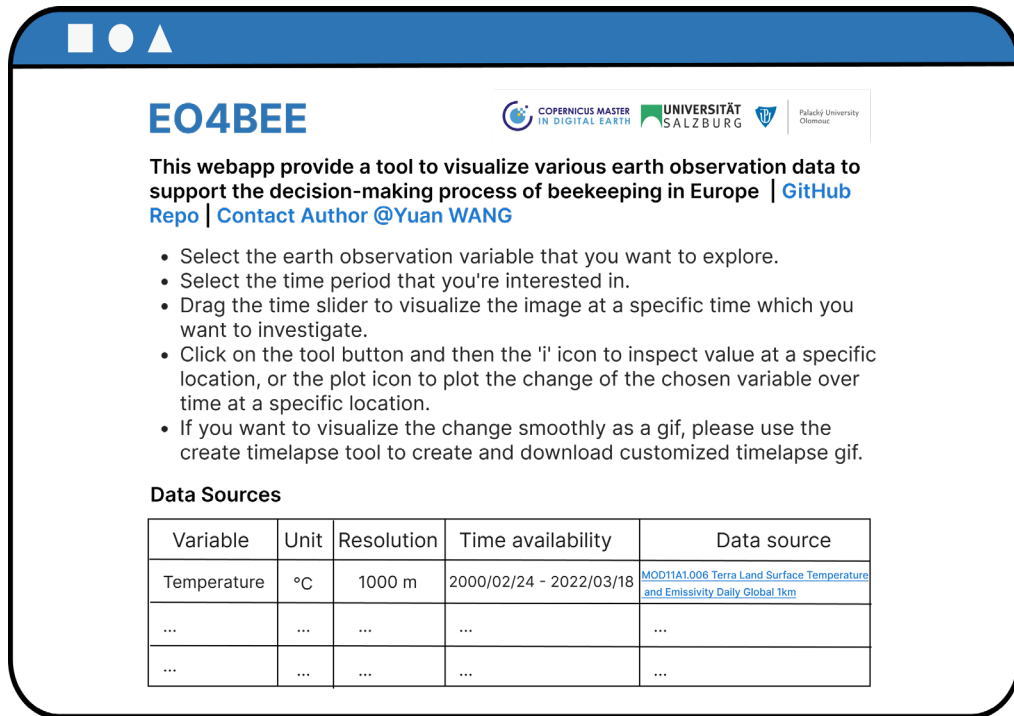 EO4BEE
COPERNICUS MASTER
IN DIGITAL EARTH
UNIVERSITÄT
SALZBURG
Palacký University
Olomouc
This webapp provide a tool to visualize various earth observation data to
support the decision-making process of beekeeping in Europe | GitHub
Repo | Contact Author @Yuan WANG
• Select the earth observation variable that you want to explore.
• Select the time period that you're interested in.
• Drag the time slider to visualize the image at a specific time which you
want to investigate.
• Click on the tool button and then the 'i' icon to inspect value at a specific
location, or the plot icon to plot the change of the chosen variable over
time at a specific location.
• If you want to visualize the change smoothly as a gif, please use the
create timelapse tool to create and download customized timelapse gif.
Data Sources
Variable Unit Resolution Time availability Data source
Temperature °C 1000 m 2000/02/24 - 2022/03/18 MOD11A1.006 Terra Land Surface Temperature
and Emissivity Daily Global 1km
... ... ... ... ...
... ... ... ... ...